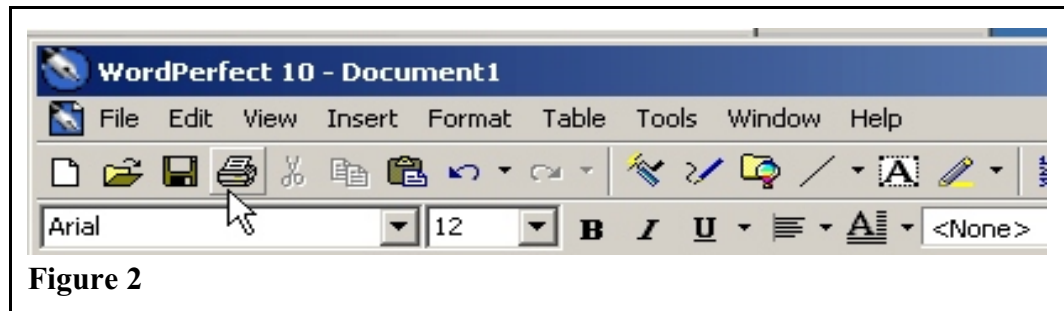 WordPerfect 10 - Document1
File Edit View Insert Format Table Tools Window Help
A
Arial 12 B I U A <None>
Figure 2